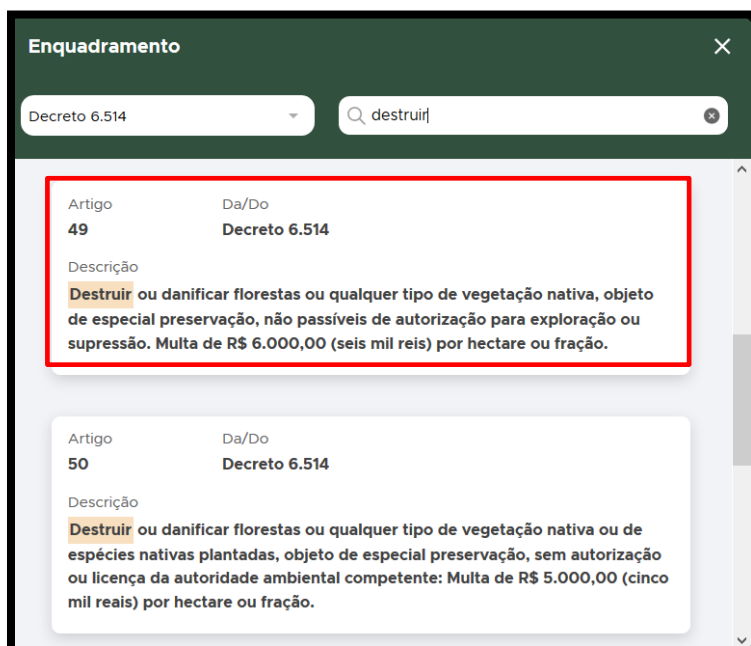 Enquadramento
Decreto 6.514
destruir
Artigo Da/Do
49 Decreto 6.514
Descrição
Destruir ou danificar florestas ou qualquer tipo de vegetação nativa, objeto
de especial preservação, não passíveis de autorização para exploração ou
supressão. Multa de R$ 6.000,00 (seis mil reis) por hectare ou fração.
Artigo Da/Do
50 Decreto 6.514
Descrição
Destruir ou danificar florestas ou qualquer tipo de vegetação nativa ou de
espécies nativas plantadas, objeto de especial preservação, sem autorização
ou licença da autoridade ambiental competente: Multa de R$ 5.000,00 (cinco
mil reais) por hectare ou fração.